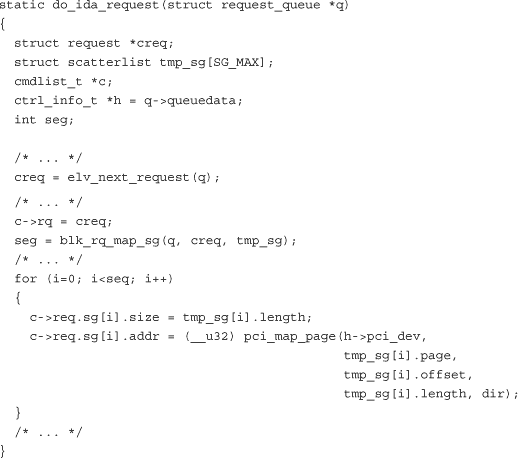 static do_ida_request(struct request_queue *q)
{
  struct request *creq;
  struct scatterlist tmp_sg[SG_MAX];
  cmdlist_t *c;
  ctrl_info_t *h = q->queuedata;
  int seg;

  /* ... */
  creq = elv_next_request(q);
  /* ... */
  c->rq = creq;
  seg = blk_rq_map_sg(q, creq, tmp_sg);
  /* ... */
  for (i=0; i<seq; i++)
  {
    c->req.sg[i].size = tmp_sg[i].length;
    c->req.sg[i].addr = (__u32) pci_map_page(h->pci_dev,
                                             tmp_sg[i].page,
                                             tmp_sg[i].offset,
                                             tmp_sg[i].length, dir);
  }
  /* ... */
}